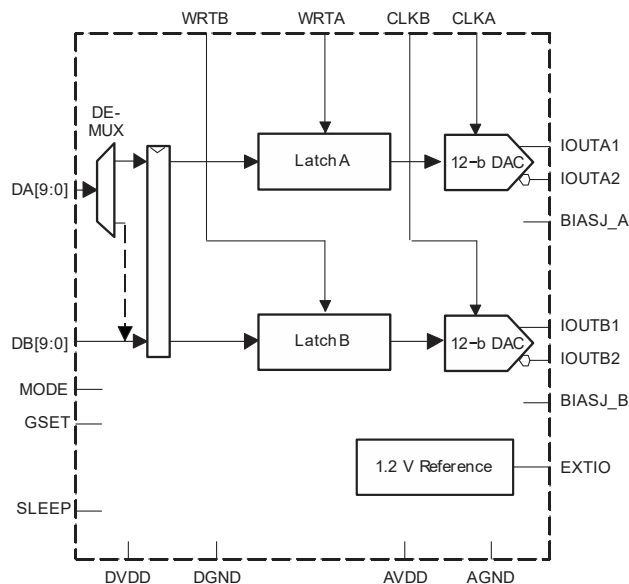 WRTB WRTA CLKB CLKA
DE-
MUX
Latch A
12–b DAC
IOUTA1
DA[9:0]
IOUTA2
BIASJ_A
DB[9:0]
Latch B
12–b DAC
IOUTB1
IOUTB2
MODE
BIASJ_B
GSET
1.2 V Reference
EXTIO
SLEEP
DVDD DGND AVDD AGND